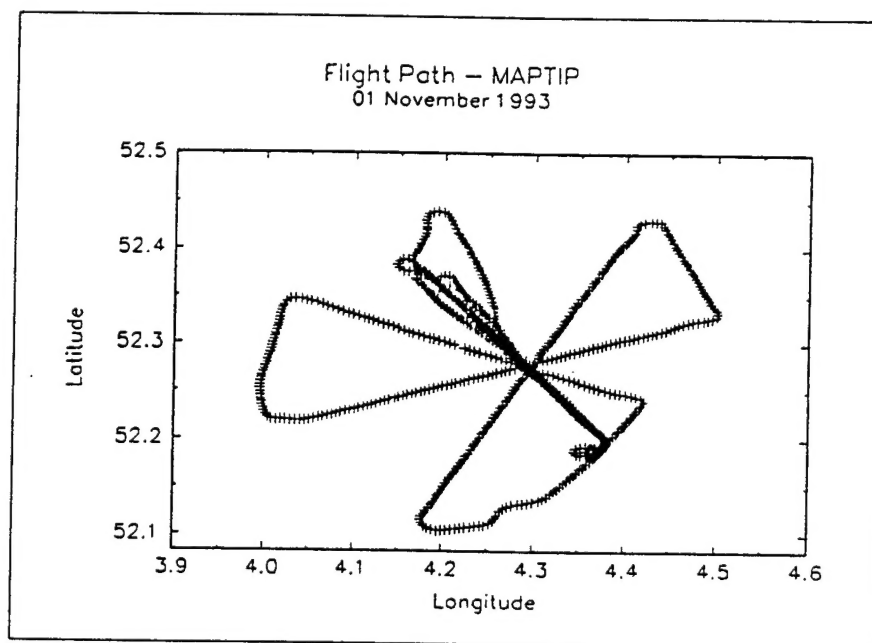 Flight Path – MAPTIP
01 November 1993
52.5
52.4
52.3
52.2
52.1
Latitude
3.9 4.0 4.1 4.2 4.3 4.4 4.5 4.6
Longitude